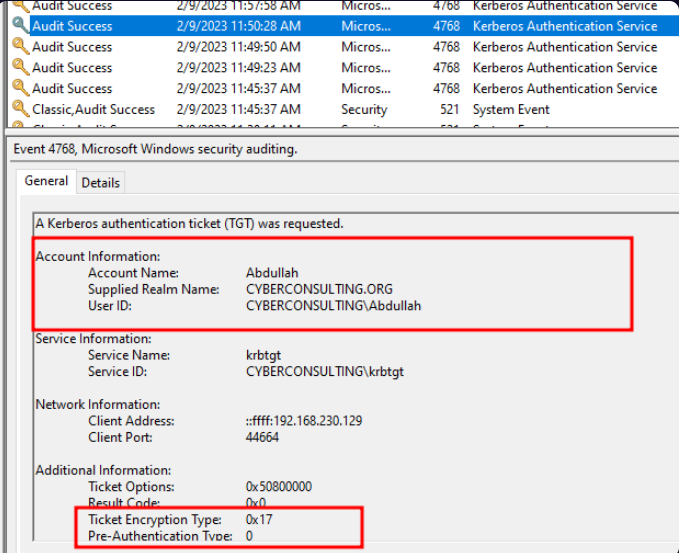 Audit Success 2/9/2023 11:57:58 AM Micros... 4768 Kerberos Authentication Service
Audit Success 2/9/2023 11:50:28 AM Micros... 4768 Kerberos Authentication Service
Audit Success 2/9/2023 11:49:50 AM Micros... 4768 Kerberos Authentication Service
Audit Success 2/9/2023 11:49:23 AM Micros... 4768 Kerberos Authentication Service
Audit Success 2/9/2023 11:45:37 AM Micros... 4768 Kerberos Authentication Service
Classic,Audit Success 2/9/2023 11:45:37 AM Security 521 System Event
Event 4768, Microsoft Windows security auditing.
General Details
A Kerberos authentication ticket (TGT) was requested.
Account Information:
Account Name: Abdullah
Supplied Realm Name: CYBERCONSULTING.ORG
User ID: CYBERCONSULTING\Abdullah
Service Information:
Service Name: krbtgt
Service ID: CYBERCONSULTING\krbtgt
Network Information:
Client Address: ::ffff:192.168.230.129
Client Port: 44664
Additional Information:
Ticket Options: 0x50800000
Result Code: 0x0
Ticket Encryption Type: 0x17
Pre-Authentication Type: 0